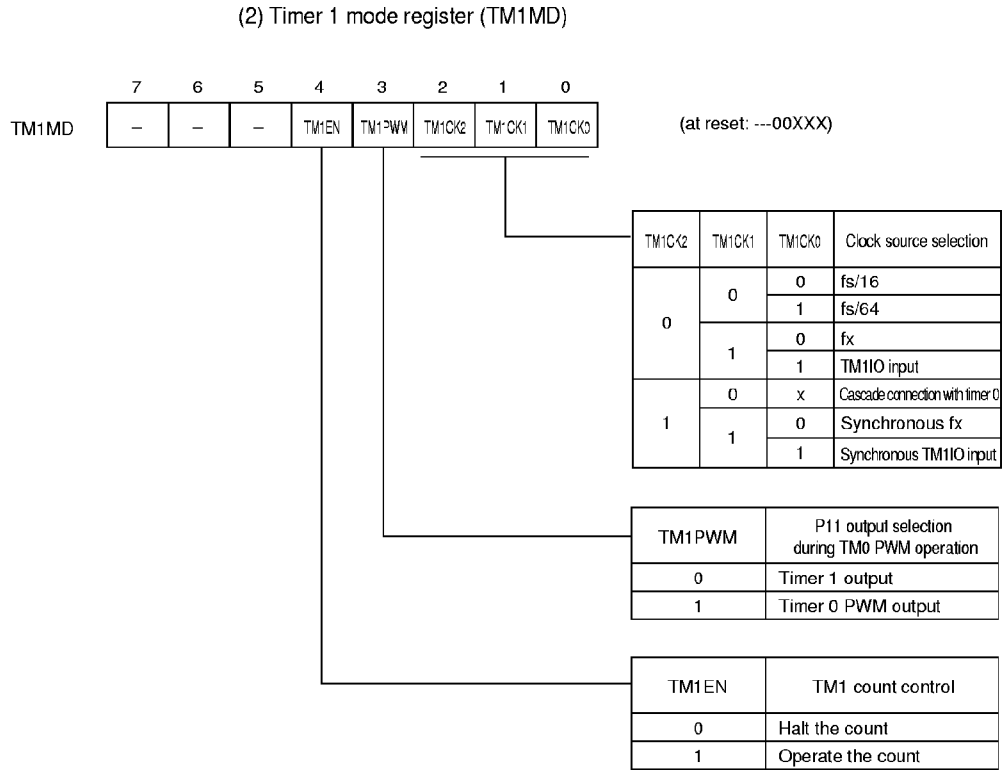 (2) Timer 1 mode register (TM1MD)
7 6 5 4 3 2 1 0
TM1MD – – – TM1EN TM1PWM TM1CK2 TM1CK1 TM1CK0 (at reset: ---00XXX)
TM1CK2 TM1CK1 TM1CK0 Clock source selection
0 0 0 fs/16
1 fs/64
1 0 fx
1 TM1IO input
1 0 x Cascade connection with timer 0
1 0 Synchronous fx
1 Synchronous TM1IO input
TM1PWM P11 output selection
during TM0 PWM operation
0 Timer 1 output
1 Timer 0 PWM output
TM1EN TM1 count control
0 Halt the count
1 Operate the count